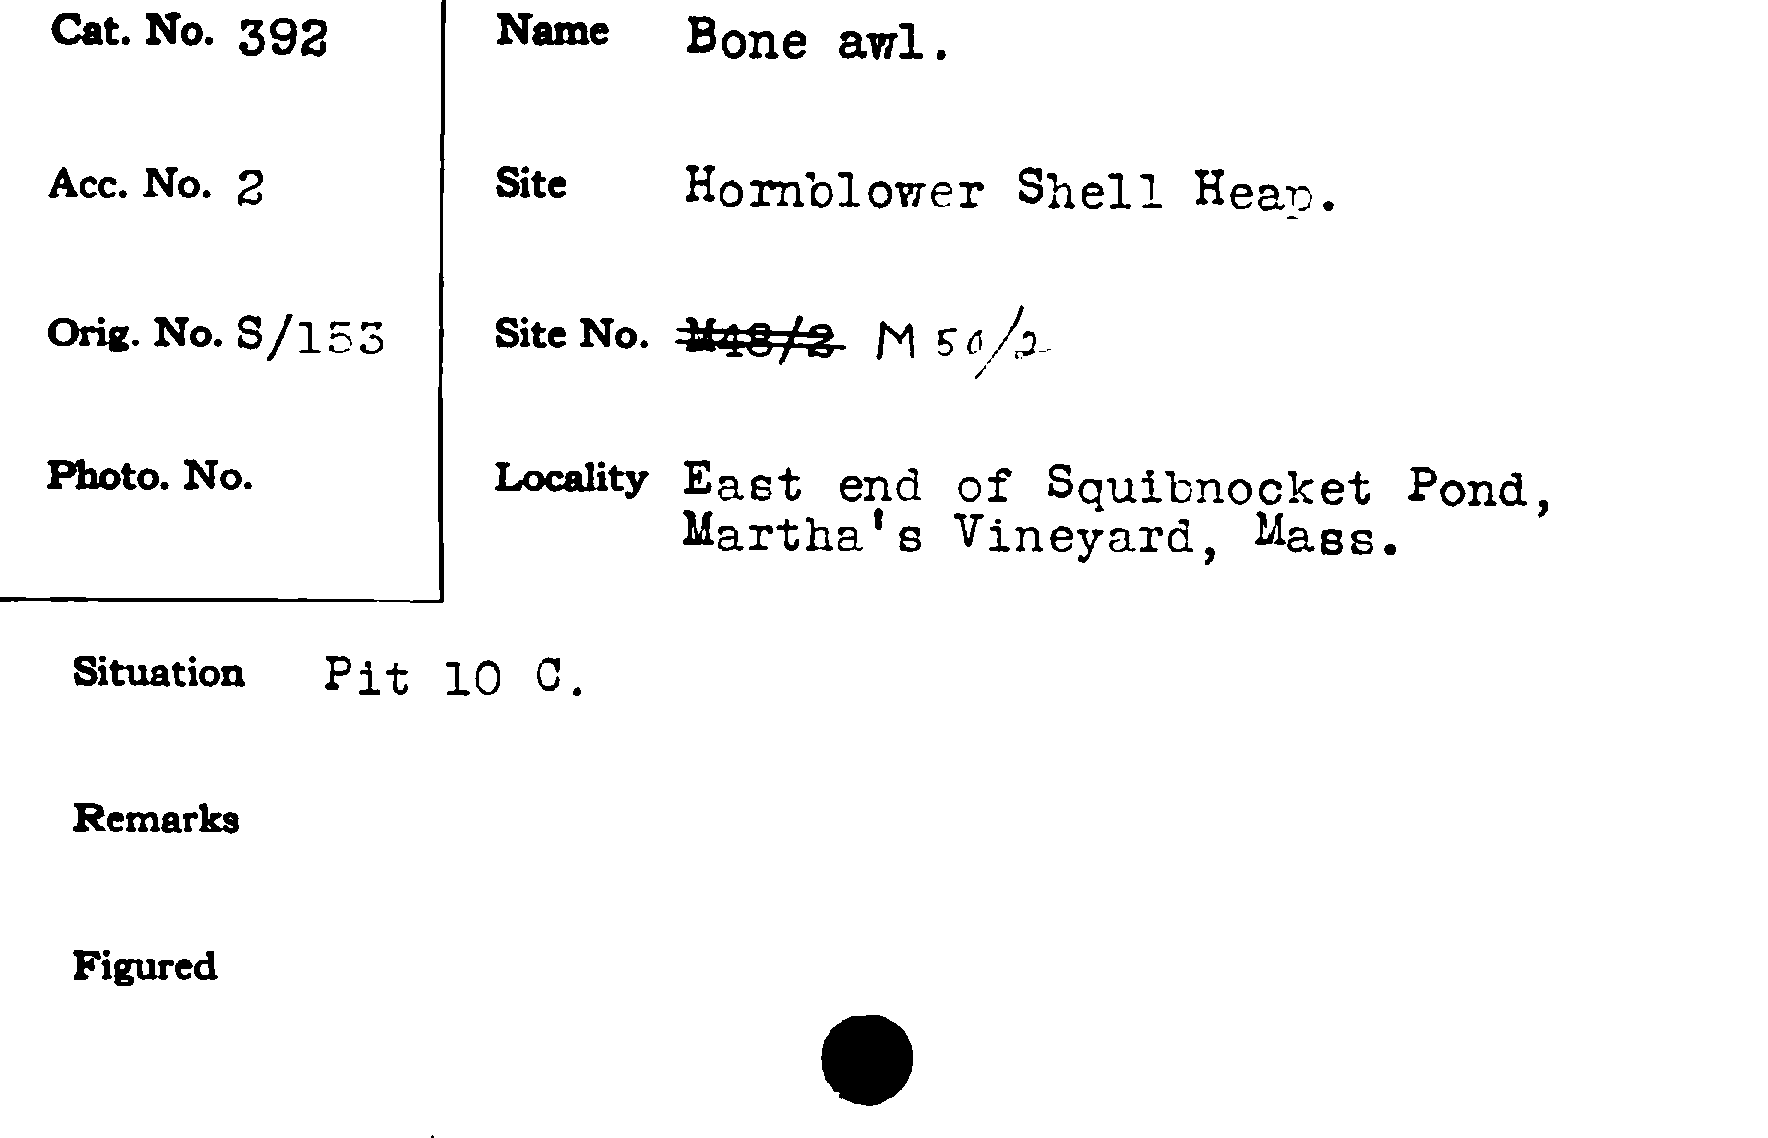 Cat. No. 392
Name Bone awl.
Acc. No. 2
Site Hornblower Shell Heap.
Orig. No. S/153
Site No. M48/2 M 50/2
Photo. No.
Locality East end of Squibnocket Pond,
Martha's Vineyard, Mass.
Situation Pit 10 C.
Remarks
Figured